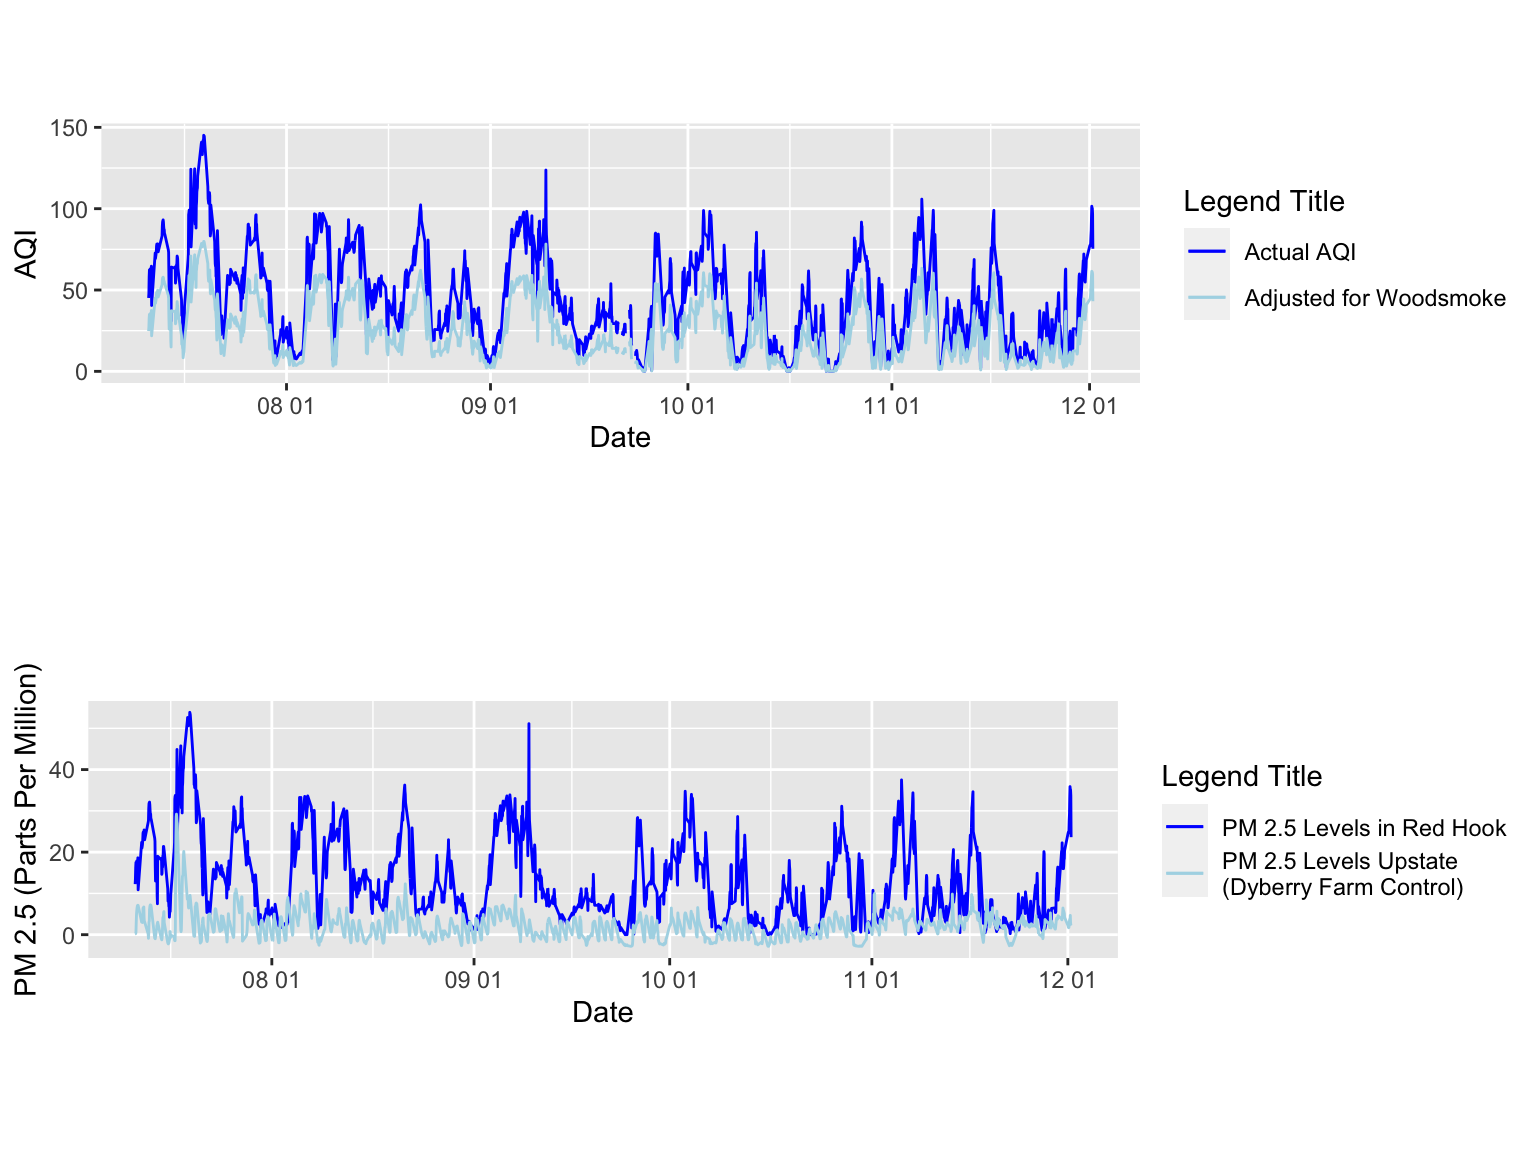 150
100
50
0
AQI
08 01
09 01
10 01
11 01
12 01
Date
Legend Title
Actual AQI
Adjusted for Woodsmoke
PM 2.5 (Parts Per Million)
40
20
0
08 01
09 01
10 01
11 01
12 01
Date
Legend Title
PM 2.5 Levels in Red Hook
PM 2.5 Levels Upstate
(Dyberry Farm Control)